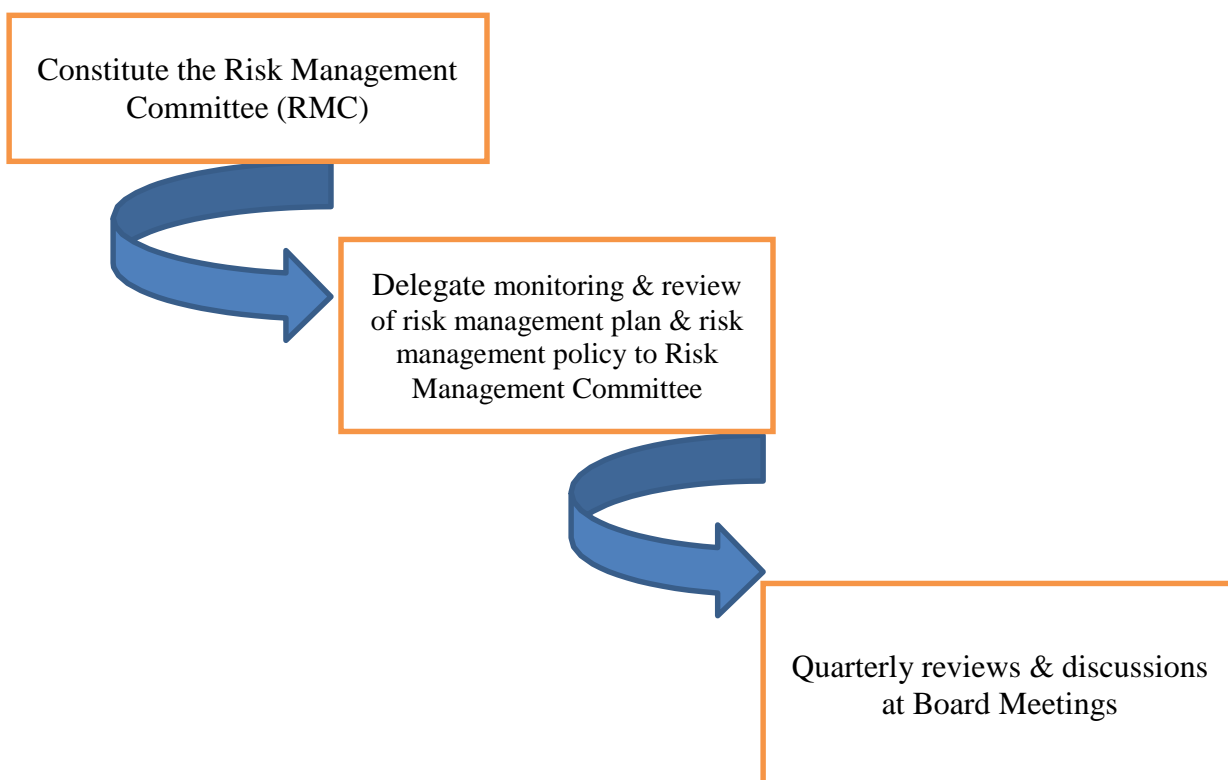 Constitute the Risk Management
Committee (RMC)
Delegate monitoring & review
of risk management plan & risk
management policy to Risk
Management Committee
Quarterly reviews & discussions
at Board Meetings